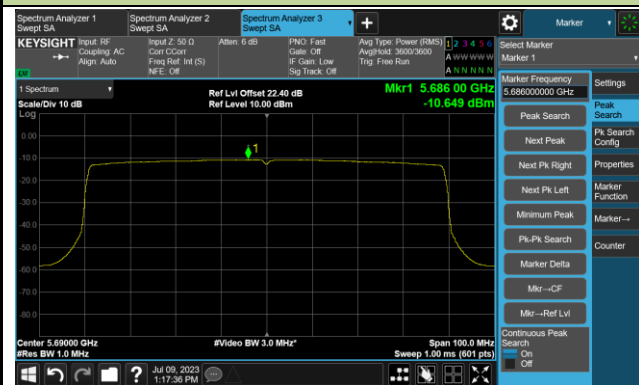 Spectrum Analyzer 1
Swept SA
Spectrum Analyzer 2
Swept SA
Spectrum Analyzer 3
Swept SA
+
Marker
KEYSIGHT
Input: RF
Coupling: AC
Align: Auto
Input Z: 50 Ω
Corr CCorr
Freq Ref: Int (S)
NFE: Off
Atten: 6 dB
PNO: Fast
Gate: Off
IF Gain: Low
Sig Track: Off
Avg Type: Power (RMS)
Avg|Hold: 3600/3600
Trig: Free Run
1 2 3 4 5 6
A W W W W W
A N N N N N
Select Marker
Marker 1
1 Spectrum
Scale/Div 10 dB
Log
Ref Lvl Offset 22.40 dB
Ref Level 10.00 dBm
Mkr1 5.686 00 GHz
-10.649 dBm
0.00
-10.0
-20.0
-30.0
-40.0
-50.0
-60.0
-70.0
-80.0
1
Center 5.69000 GHz
#Res BW 1.0 MHz
#Video BW 3.0 MHz*
Span 100.0 MHz
Sweep 1.00 ms (601 pts)
Marker Frequency
5.686000000 GHz
Peak Search
Next Peak
Next Pk Right
Next Pk Left
Minimum Peak
Pk-Pk Search
Marker Delta
Mkr→CF
Mkr→Ref Lvl
Continuous Peak
Search
On
Off
Settings
Peak
Search
Pk Search
Config
Properties
Marker
Function
Marker→
Counter
?
Jul 09, 2023
1:17:36 PM